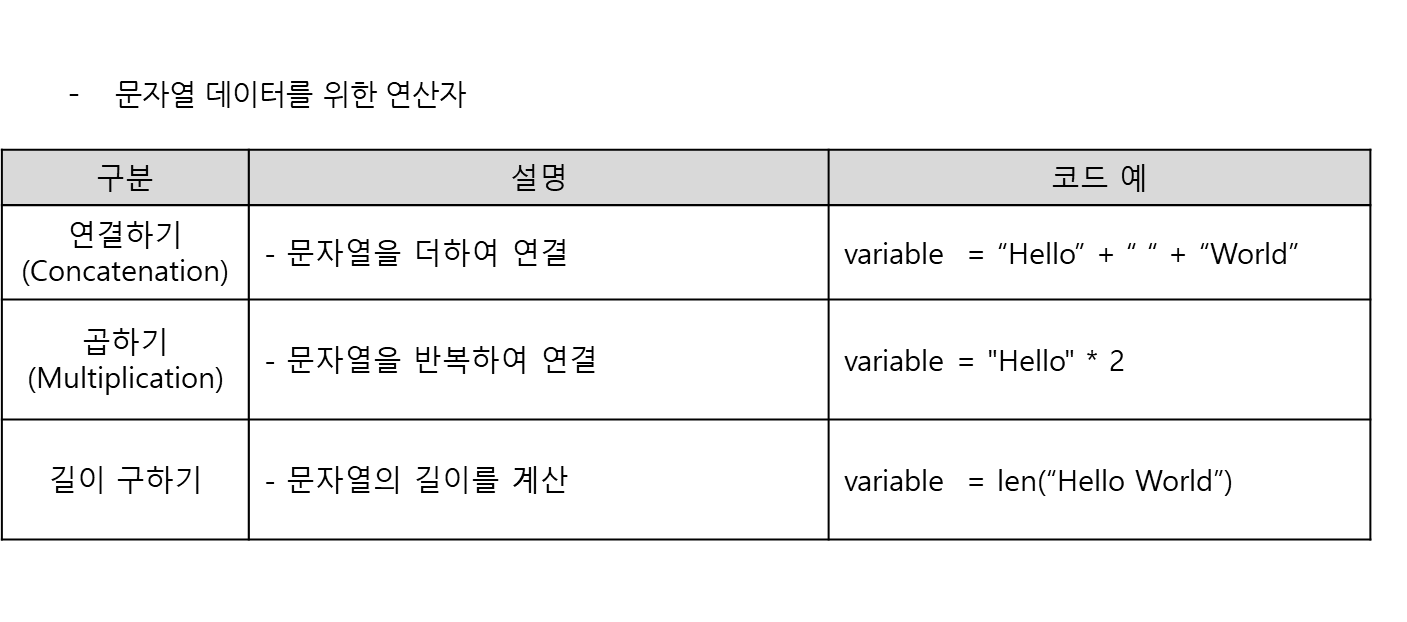 - 문자열 데이터를 위한 연산자
구분 설명 코드 예
연결하기
(Concatenation)
- 문자열을 더하여 연결
variable = “Hello” + “ “ + “World”
곱하기
(Multiplication)
- 문자열을 반복하여 연결
variable = "Hello" * 2
길이 구하기
- 문자열의 길이를 계산
variable = len(“Hello World”)